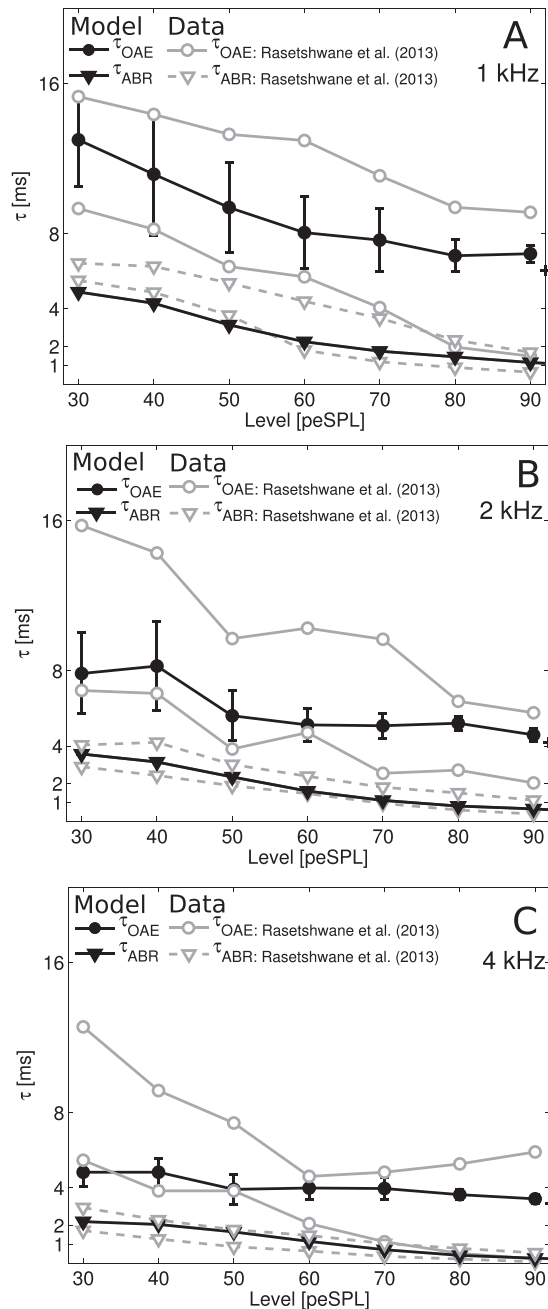 Model Data A
τOAE τOAE: Rasetshwane et al. (2013)
τABR τABR: Rasetshwane et al. (2013)
1 kHz
16
8
4
2
1
τ [ms]
30 40 50 60 70 80 90
Level [peSPL]
Model Data B
τOAE τOAE: Rasetshwane et al. (2013)
τABR τABR: Rasetshwane et al. (2013)
2 kHz
16
8
4
2
1
τ [ms]
30 40 50 60 70 80 90
Level [peSPL]
Model Data C
τOAE τOAE: Rasetshwane et al. (2013)
τABR τABR: Rasetshwane et al. (2013)
4 kHz
16
8
4
2
1
τ [ms]
30 40 50 60 70 80 90
Level [peSPL]